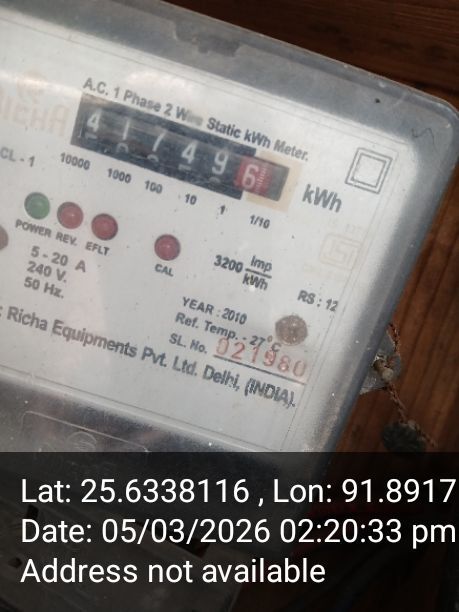 RICHA
A.C. 1 Phase 2 Wire Static kWh Meter.
41749 6
kWh
CL - 1
10000 1000 100 10 1 1/10
POWER REV. EFLT
CAL
3200 Imp/kWh
5 - 20 A
240 V.
50 Hz.
RS : 12
YEAR : 2010
Ref. Temp. - 27°C
SL. No. 021980
Richa Equipments Pvt. Ltd. Delhi, (INDIA).
Lat: 25.6338116 , Lon: 91.8917
Date: 05/03/2026 02:20:33 pm
Address not available